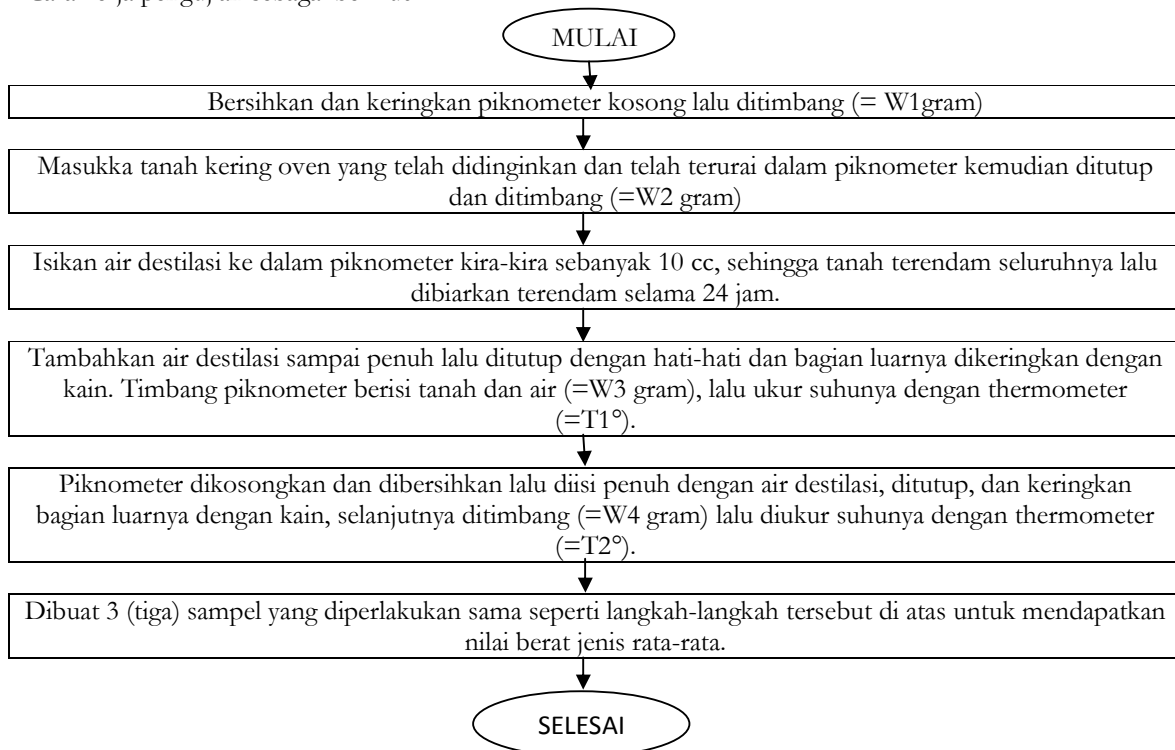 MULAI
Bersihkan dan keringkan piknometer kosong lalu ditimbang (= W1gram)
Masukka tanah kering oven yang telah didinginkan dan telah terurai dalam piknometer kemudian ditutup
dan ditimbang (=W2 gram)
Isikan air destilasi ke dalam piknometer kira-kira sebanyak 10 cc, sehingga tanah terendam seluruhnya lalu
dibiarkan terendam selama 24 jam.
Tambahkan air destilasi sampai penuh lalu ditutup dengan hati-hati dan bagian luarnya dikeringkan dengan
kain. Timbang piknometer berisi tanah dan air (=W3 gram), lalu ukur suhunya dengan thermometer
(=T1°).
Piknometer dikosongkan dan dibersihkan lalu diisi penuh dengan air destilasi, ditutup, dan keringkan
bagian luarnya dengan kain, selanjutnya ditimbang (=W4 gram) lalu diukur suhunya dengan thermometer
(=T2°).
Dibuat 3 (tiga) sampel yang diperlakukan sama seperti langkah-langkah tersebut di atas untuk mendapatkan
nilai berat jenis rata-rata.
SELESAI